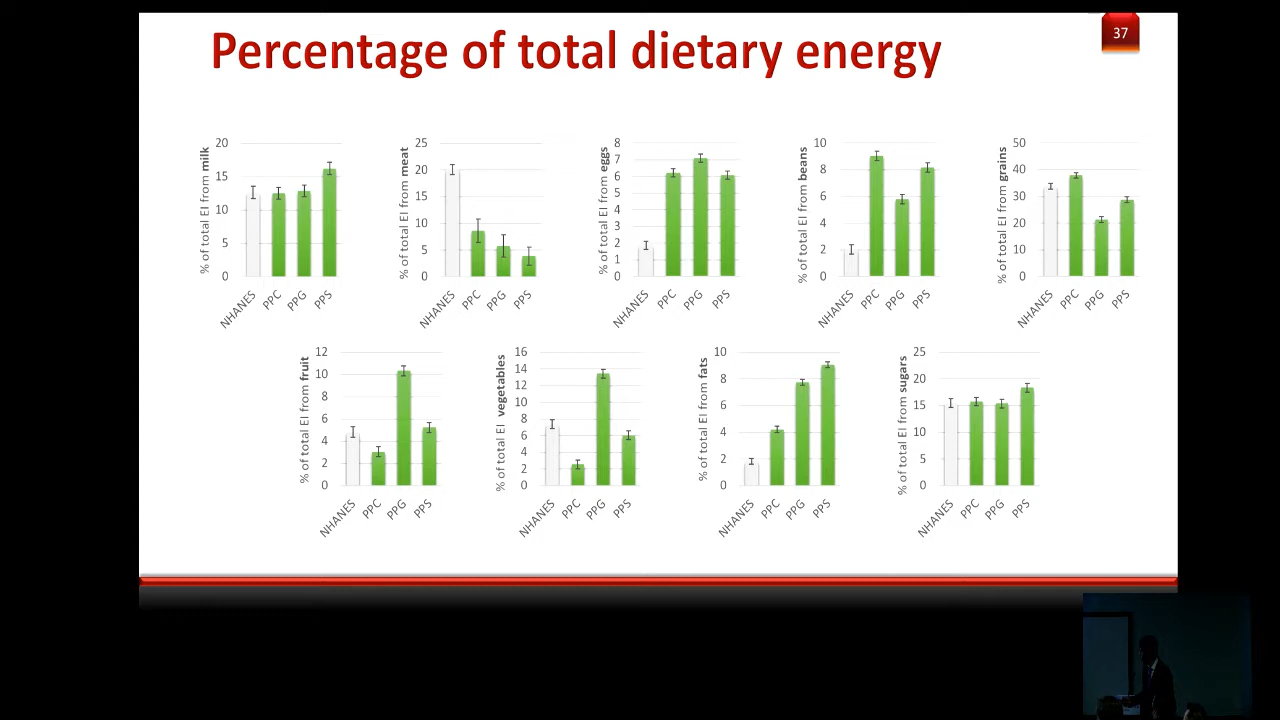 Percentage of total dietary energy
37
% of total EI from milk
20
15
10
5
0
NHANES
PPC
PPG
PPS
% of total EI from meat
25
20
15
10
5
0
NHANES
PPC
PPG
PPS
% of total EI from eggs
8
7
6
5
4
3
2
1
0
NHANES
PPC
PPG
PPS
% of total EI from beans
10
8
6
4
2
0
NHANES
PPC
PPG
PPS
% of total EI from grains
50
40
30
20
10
0
NHANES
PPC
PPG
PPS
% of total EI from fruit
12
10
8
6
4
2
0
NHANES
PPC
PPG
PPS
% of total EI vegetables
16
14
12
10
8
6
4
2
0
NHANES
PPC
PPG
PPS
% of total EI from fats
10
8
6
4
2
0
NHANES
PPC
PPG
PPS
% of total EI from sugars
25
20
15
10
5
0
NHANES
PPC
PPG
PPS